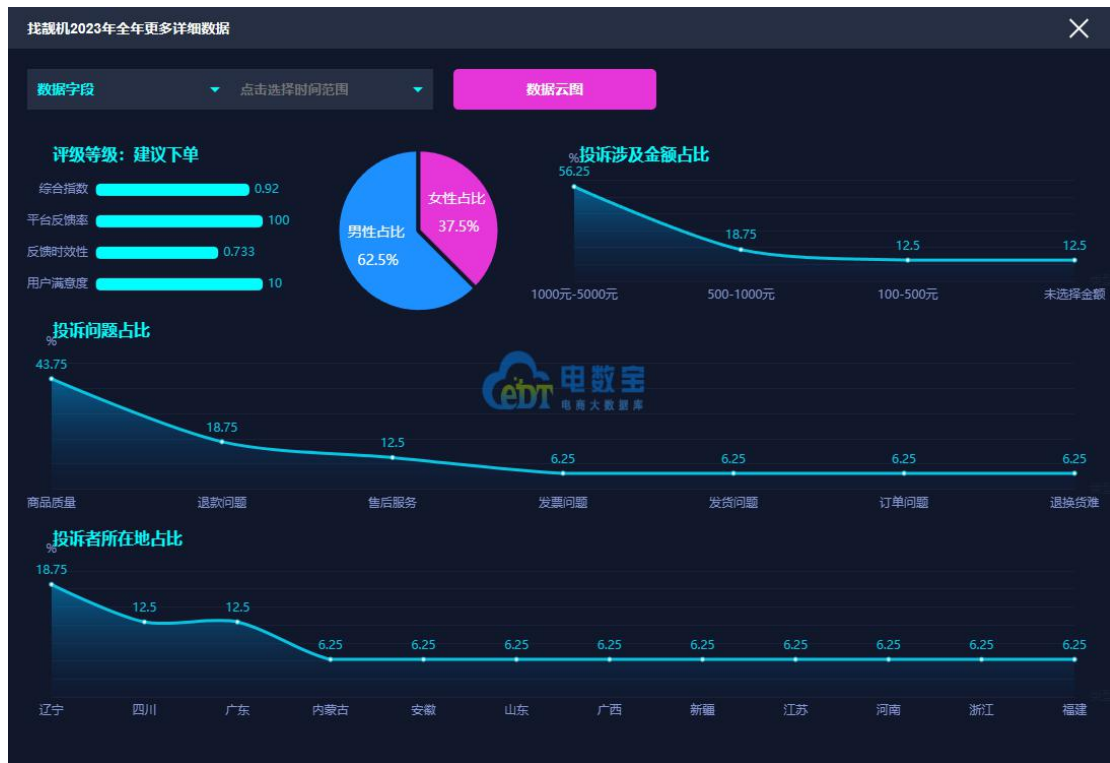 找靓机2023年全年更多详细数据
数据字段
点击选择时间范围
数据云图
评级等级：建议下单
综合指数 0.92
平台反馈率 100
反馈时效性 0.733
用户满意度 10
女性占比
37.5%
男性占比
62.5%
投诉涉及金额占比
%
56.25 18.75 12.5 12.5
1000元-5000元 500-1000元 100-500元 未选择金额
投诉问题占比
%
43.75 18.75 12.5 6.25 6.25 6.25 6.25
商品质量 退款问题 售后服务 发票问题 发货问题 订单问题 退换货难
eDT 电数宝
电商大数据库
投诉者所在地占比
%
18.75 12.5 12.5 6.25 6.25 6.25 6.25 6.25 6.25 6.25 6.25 6.25
辽宁 四川 广东 内蒙古 安徽 山东 广西 新疆 江苏 河南 浙江 福建